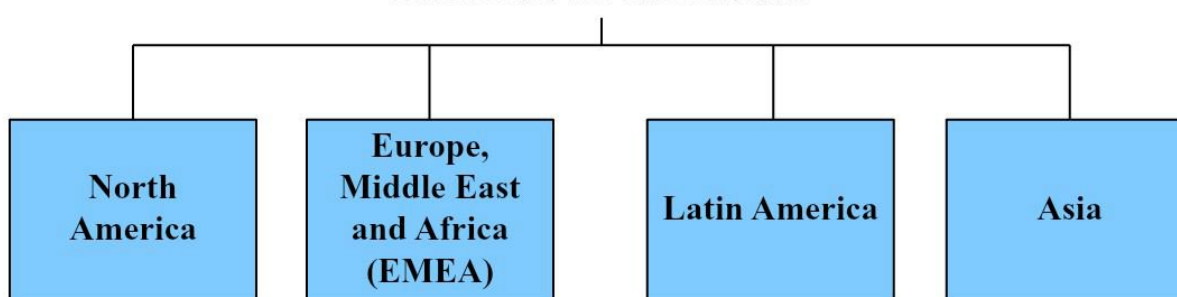 North
America
Europe,
Middle East
and Africa
(EMEA)
Latin America
Asia